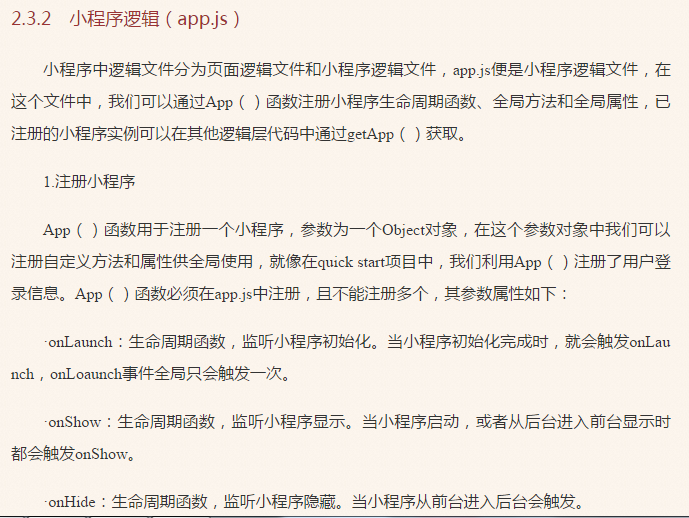 2.3.2 小程序逻辑（app.js）
小程序中逻辑文件分为页面逻辑文件和小程序逻辑文件，app.js便是小程序逻辑文件，在
这个文件中，我们可以通过App（）函数注册小程序生命周期函数、全局方法和全局属性，已
注册的小程序实例可以在其他逻辑层代码中通过getApp（）获取。
1.注册小程序
App（）函数用于注册一个小程序，参数为一个Object对象，在这个参数对象中我们可以
注册自定义方法和属性供全局使用，就像在quick start项目中，我们利用App（）注册了用户登
录信息。App（）函数必须在app.js中注册，且不能注册多个，其参数属性如下：
·onLaunch：生命周期函数，监听小程序初始化。当小程序初始化完成时，就会触发onLau
nch，onLoaunch事件全局只会触发一次。
·onShow：生命周期函数，监听小程序显示。当小程序启动，或者从后台进入前台显示时
都会触发onShow。
·onHide：生命周期函数，监听小程序隐藏。当小程序从前台进入后台会触发。